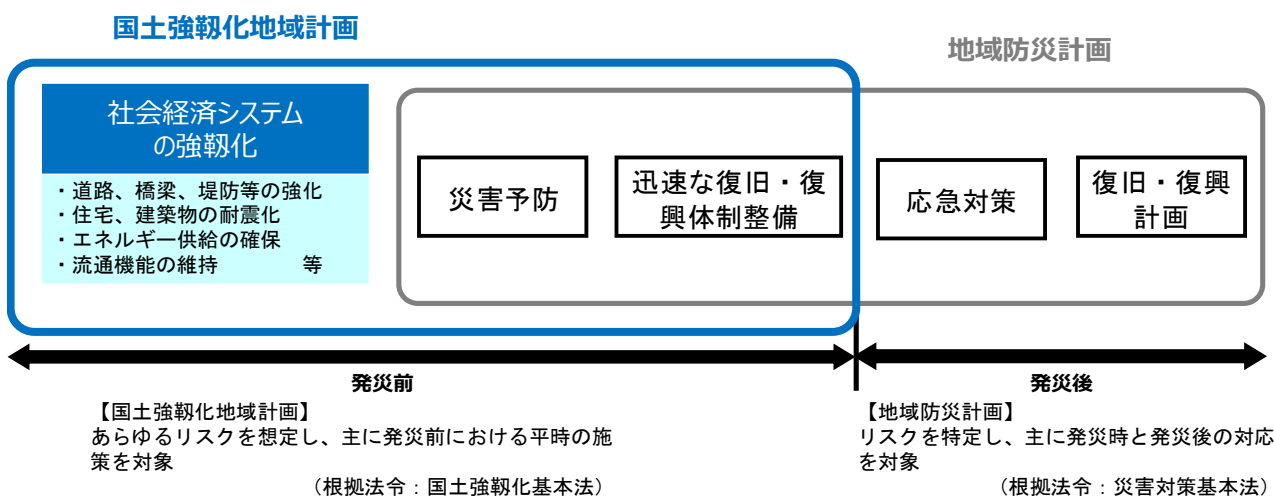 国土強靱化地域計画
地域防災計画
社会経済システム
の強靱化
・道路、橋梁、堤防等の強化
・住宅、建築物の耐震化
・エネルギー供給の確保
・流通機能の維持　　　　等
災害予防
迅速な復旧・復
興体制整備
応急対策
復旧・復興
計画
発災前
発災後
【国土強靱化地域計画】
あらゆるリスクを想定し、主に発災前における平時の施
策を対象
（根拠法令：国土強靱化基本法）
【地域防災計画】
リスクを特定し、主に発災時と発災後の対応
を対象
（根拠法令：災害対策基本法）